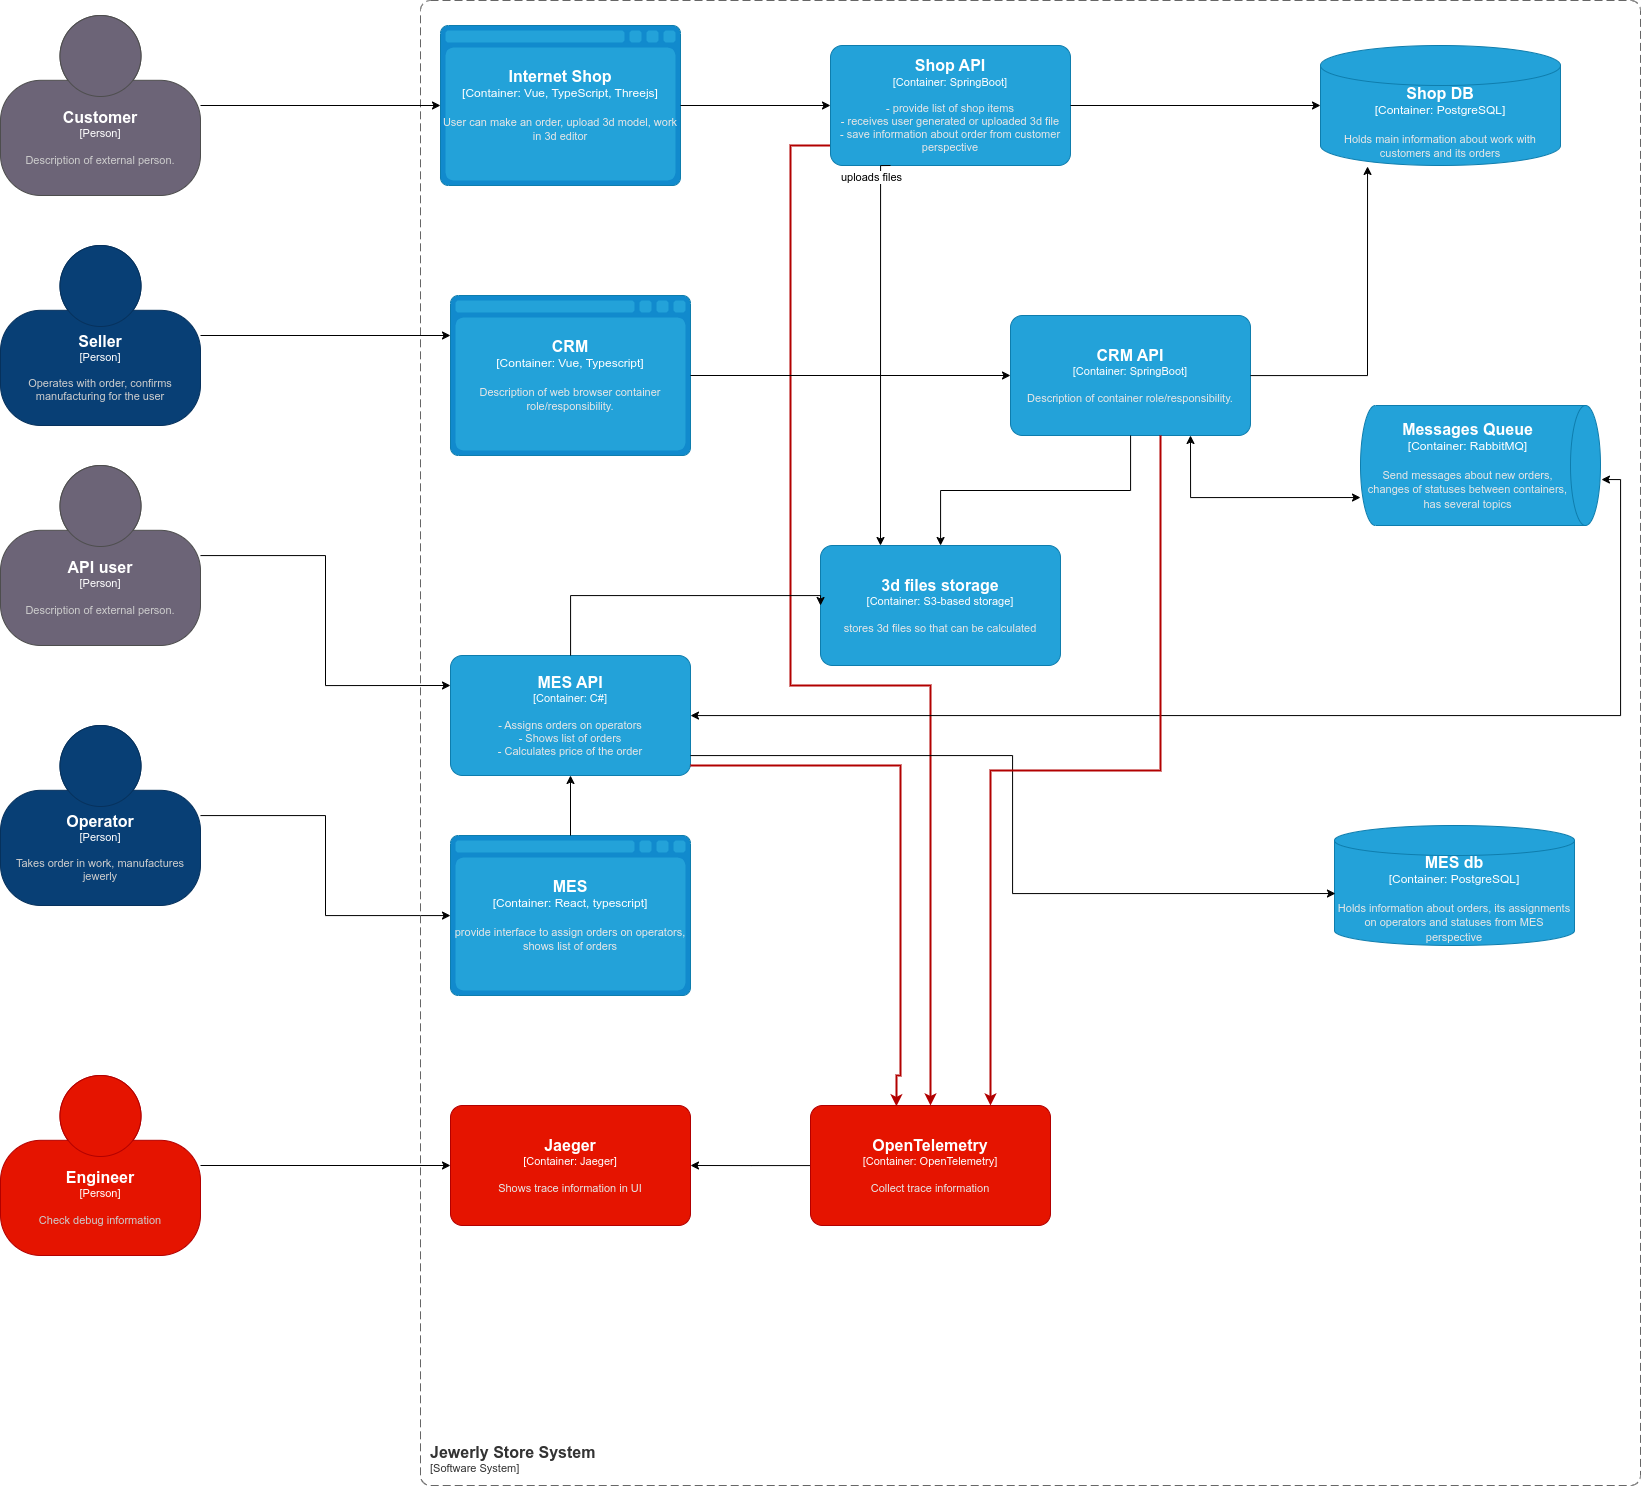 Customer
[Person]
Description of external person.
Internet Shop
[Container: Vue, TypeScript, Threejs]
User can make an order, upload 3d model, work
in 3d editor
Shop API
[Container: SpringBoot]
- provide list of shop items
- receives user generated or uploaded 3d file
- save information about order from customer
perspective
uploads files
Shop DB
[Container: PostgreSQL]
Holds main information about work with
customers and its orders
Seller
[Person]
Operates with order, confirms
manufacturing for the user
CRM
[Container: Vue, Typescript]
Description of web browser container
role/responsibility.
CRM API
[Container: SpringBoot]
Description of container role/responsibility.
Messages Queue
[Container: RabbitMQ]
Send messages about new orders,
changes of statuses between containers,
has several topics
API user
[Person]
Description of external person.
3d files storage
[Container: S3-based storage]
stores 3d files so that can be calculated
MES API
[Container: C#]
- Assigns orders on operators
- Shows list of orders
- Calculates price of the order
Operator
[Person]
Takes order in work, manufactures
jewerly
MES
[Container: React, typescript]
provide interface to assign orders on operators,
shows list of orders
MES db
[Container: PostgreSQL]
Holds information about orders, its assignments
on operators and statuses from MES
perspective
Engineer
[Person]
Check debug information
Jaeger
[Container: Jaeger]
Shows trace information in UI
OpenTelemetry
[Container: OpenTelemetry]
Collect trace information
Jewerly Store System
[Software System]